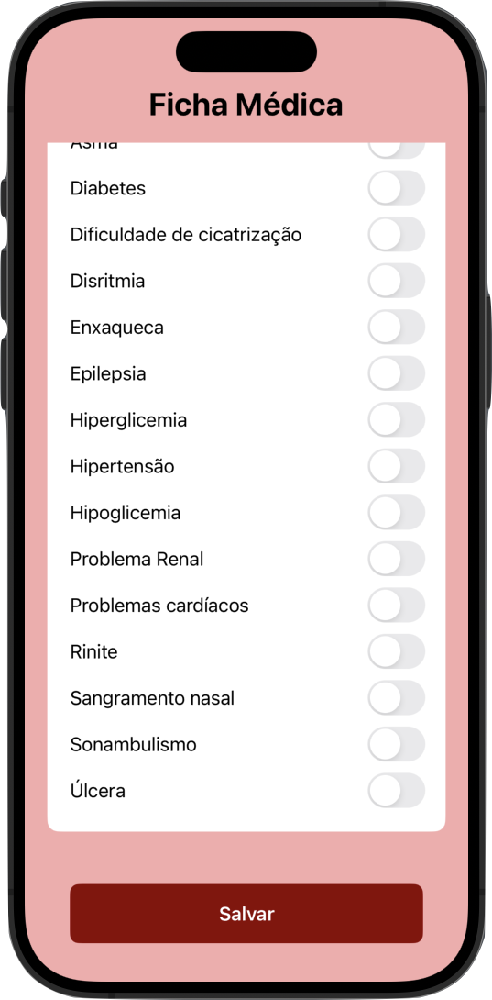 Ficha Médica
Asma
Diabetes
Dificuldade de cicatrização
Disritmia
Enxaqueca
Epilepsia
Hiperglicemia
Hipertensão
Hipoglicemia
Problema Renal
Problemas cardíacos
Rinite
Sangramento nasal
Sonambulismo
Úlcera
Salvar